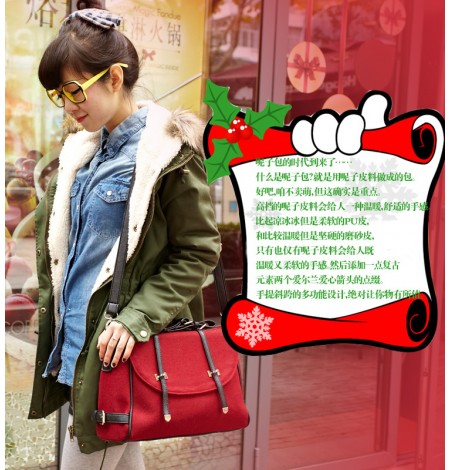 淋火锅
呢子包的时代到来了……
什么是呢子包?就是用呢子皮料做成的包.
好吧,咱不卖萌,但这确实是重点.
高档的呢子皮料会给人一种温暖,舒适的手感.
比起凉冰冰但是柔软的PU皮,
和比较温暖但是坚硬的磨砂皮,
只有也仅有呢子皮料会给人既
温暖又柔软的手感.然后添加一点复古
元素两个爱尔兰爱心箭头的点缀.
手提斜跨的多功能设计,绝对让你物有所值